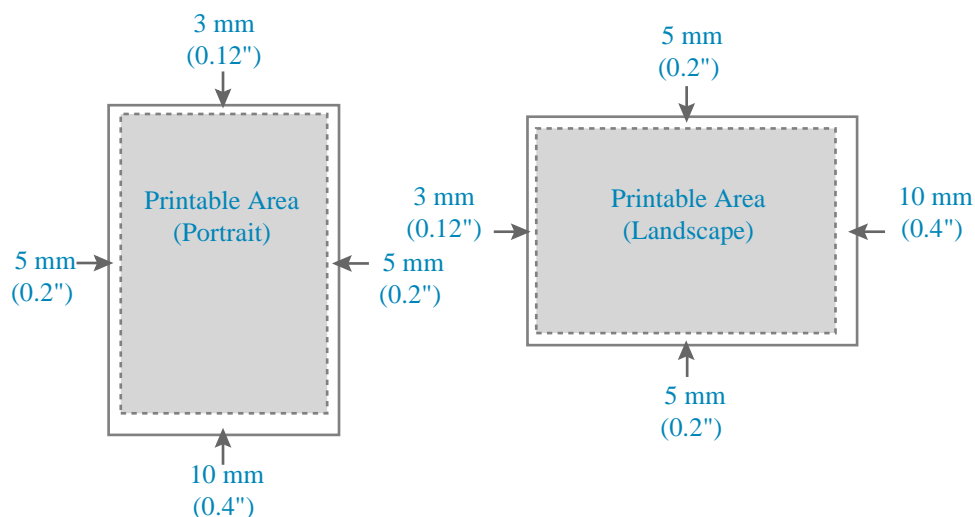 3 mm
(0.12")
Printable Area
(Portrait)
5 mm
(0.2")
5 mm
(0.2")
10 mm
(0.4")
5 mm
(0.2")
3 mm
(0.12")
Printable Area
(Landscape)
10 mm
(0.4")
5 mm
(0.2")